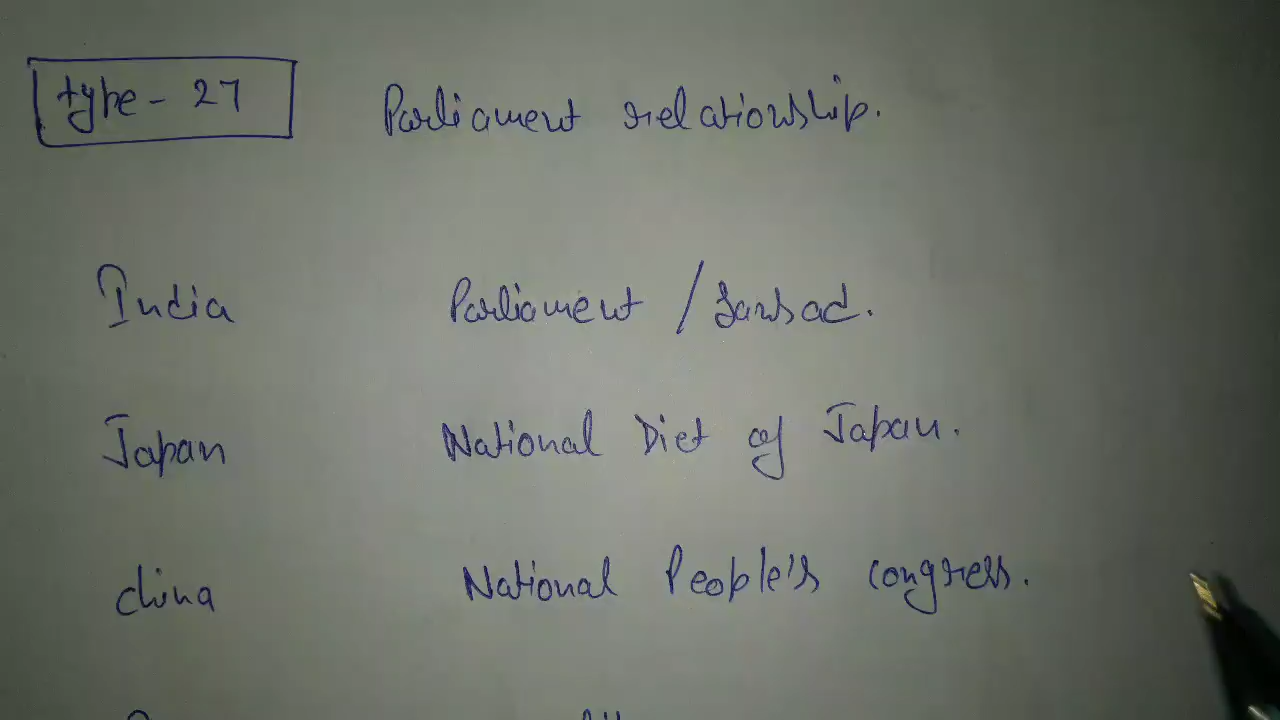 type - 27 Parliament relationship.
India Parliament / Sansad.
Japan National Diet of Japan.
china National People's congress.